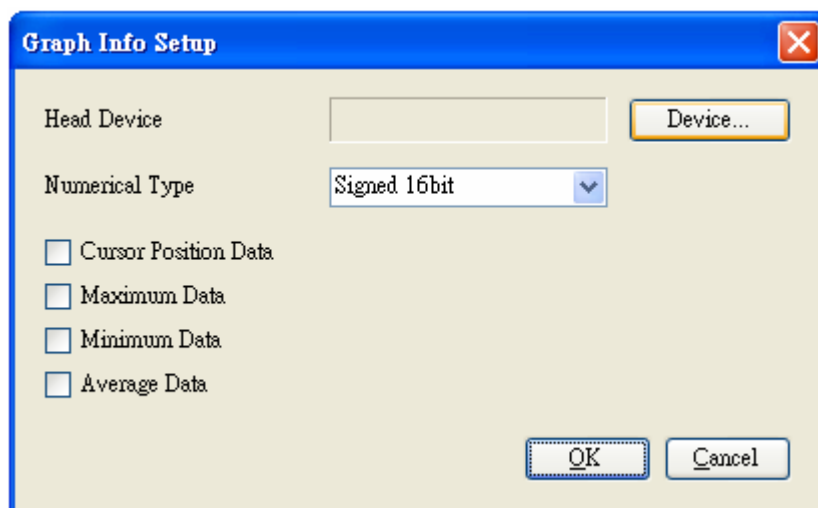 Graph Info Setup
Head Device
Device...
Numerical Type
Signed 16bit
Cursor Position Data
Maximum Data
Minimum Data
Average Data
OK
Cancel